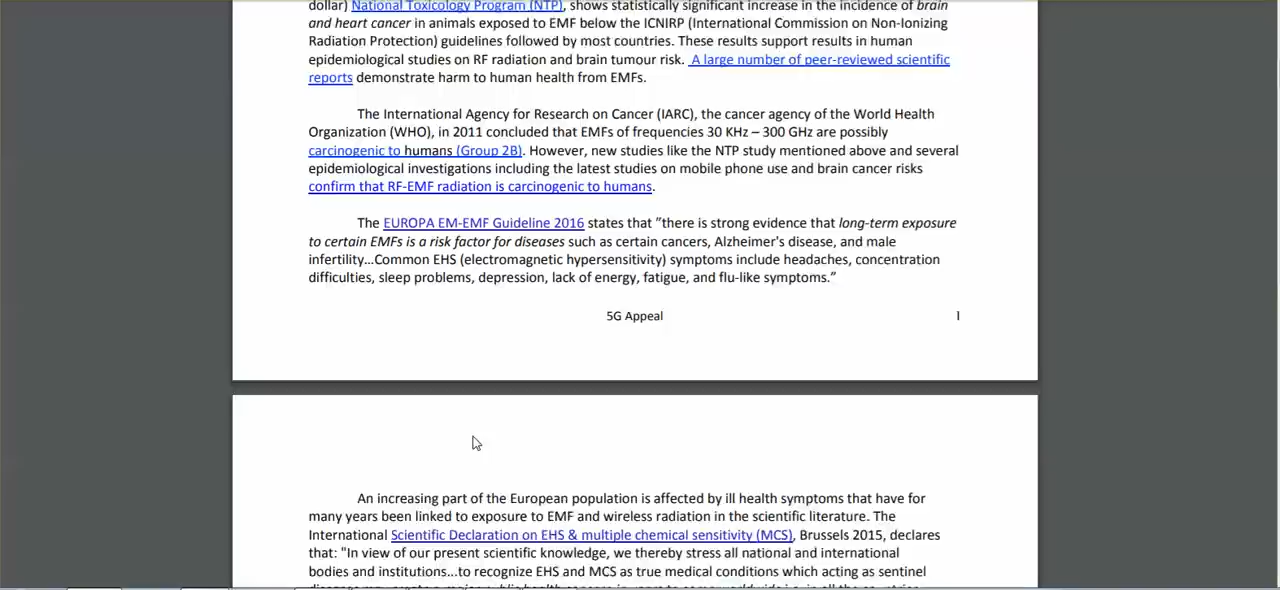 dollar) National Toxicology Program (NTP), shows statistically significant increase in the incidence of brain
and heart cancer in animals exposed to EMF below the ICNIRP (International Commission on Non-Ionizing
Radiation Protection) guidelines followed by most countries. These results support results in human
epidemiological studies on RF radiation and brain tumour risk. A large number of peer-reviewed scientific
reports demonstrate harm to human health from EMFs.
The International Agency for Research on Cancer (IARC), the cancer agency of the World Health
Organization (WHO), in 2011 concluded that EMFs of frequencies 30 KHz – 300 GHz are possibly
carcinogenic to humans (Group 2B). However, new studies like the NTP study mentioned above and several
epidemiological investigations including the latest studies on mobile phone use and brain cancer risks
confirm that RF-EMF radiation is carcinogenic to humans.
The EUROPA EM-EMF Guideline 2016 states that "there is strong evidence that long-term exposure
to certain EMFs is a risk factor for diseases such as certain cancers, Alzheimer's disease, and male
infertility...Common EHS (electromagnetic hypersensitivity) symptoms include headaches, concentration
difficulties, sleep problems, depression, lack of energy, fatigue, and flu-like symptoms."
5G Appeal 1
An increasing part of the European population is affected by ill health symptoms that have for
many years been linked to exposure to EMF and wireless radiation in the scientific literature. The
International Scientific Declaration on EHS & multiple chemical sensitivity (MCS), Brussels 2015, declares
that: "In view of our present scientific knowledge, we thereby stress all national and international
bodies and institutions...to recognize EHS and MCS as true medical conditions which acting as sentinel